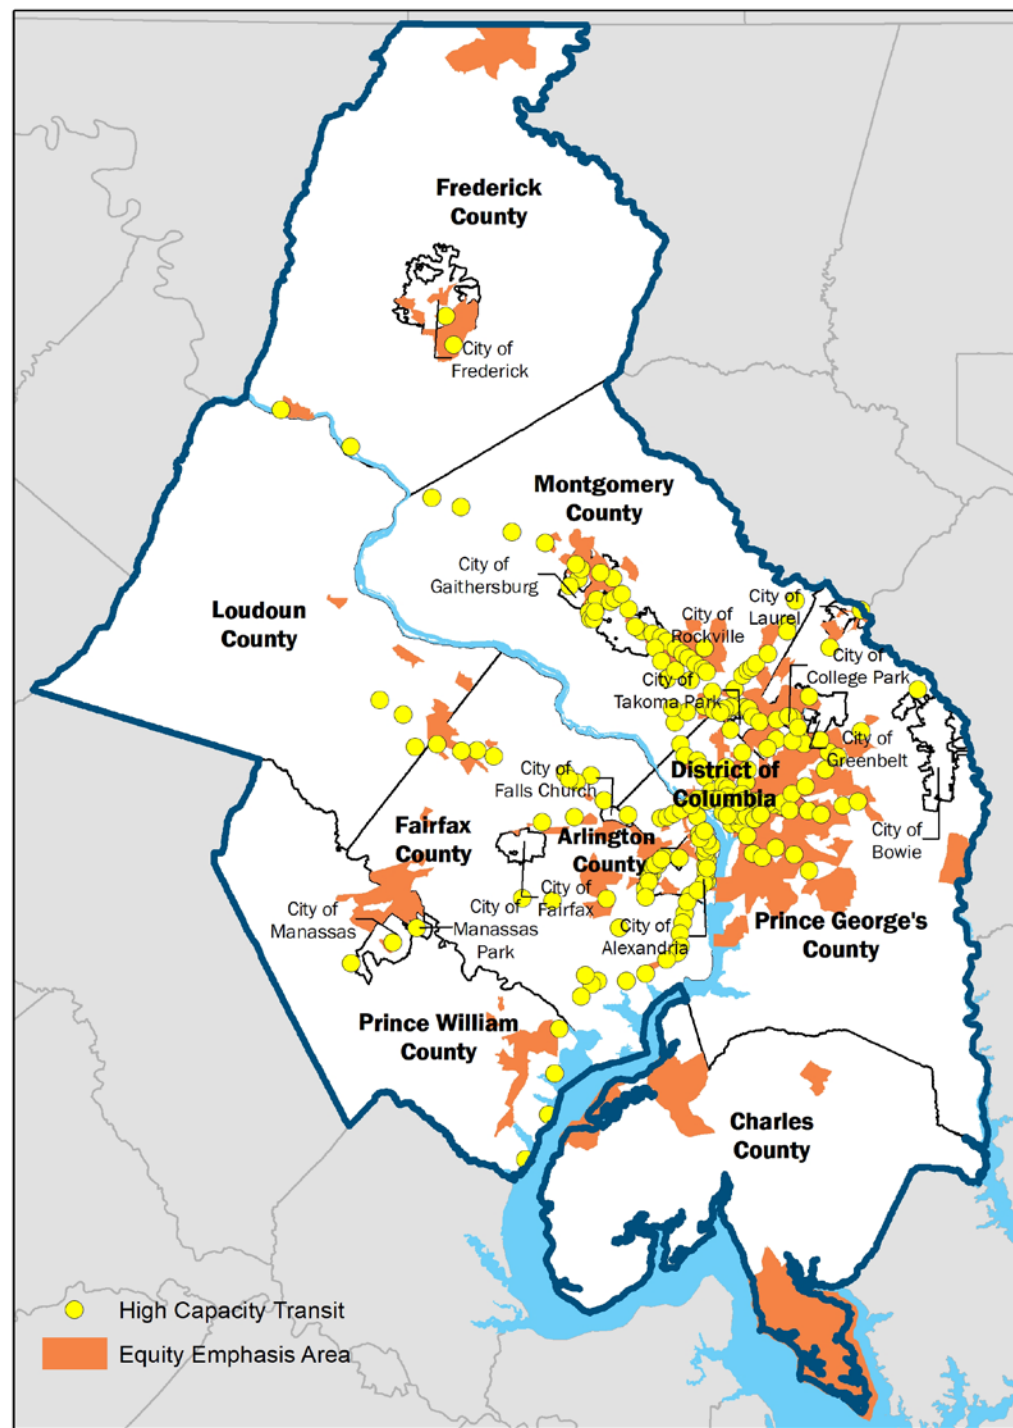 Frederick
County
City of
Frederick
Montgomery
County
City of
Gaithersburg
City of
Rockville
City of
Laurel
Loudoun
County
City of
College Park
City of
Takoma Park
City of
Greenbelt
District of
Columbia
City of
Falls Church
Fairfax
County
Arlington
County
City of
Bowie
City of
Manassas
City of
Manassas
Park
City of
Fairfax
City of
Alexandria
Prince George's
County
Prince William
County
Charles
County
High Capacity Transit
Equity Emphasis Area